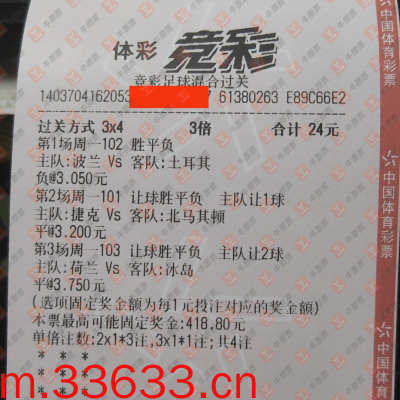 体彩 竞彩
竞彩足球混合过关
1403704162053 7 61380263 E89C66E2
过关方式 3x4 3倍 合计 24元
第1场周一102 胜平负
主队:波兰 Vs 客队:土耳其
负@3.050元
第2场周一101 让球胜平负 主队让1球
主队:捷克 Vs 客队:北马其顿
平@3.200元
第3场周一103 让球胜平负 主队让2球
主队:荷兰 Vs 客队:冰岛
平@3.750元
(选项固定奖金额为每1元投注对应的奖金额)
本票最高可能固定奖金:418.80元
单倍注数:2x1*3注,3x1*1注;共4注
* * *
* * *
m.33633.cn
中国体育彩票
中国体育彩票